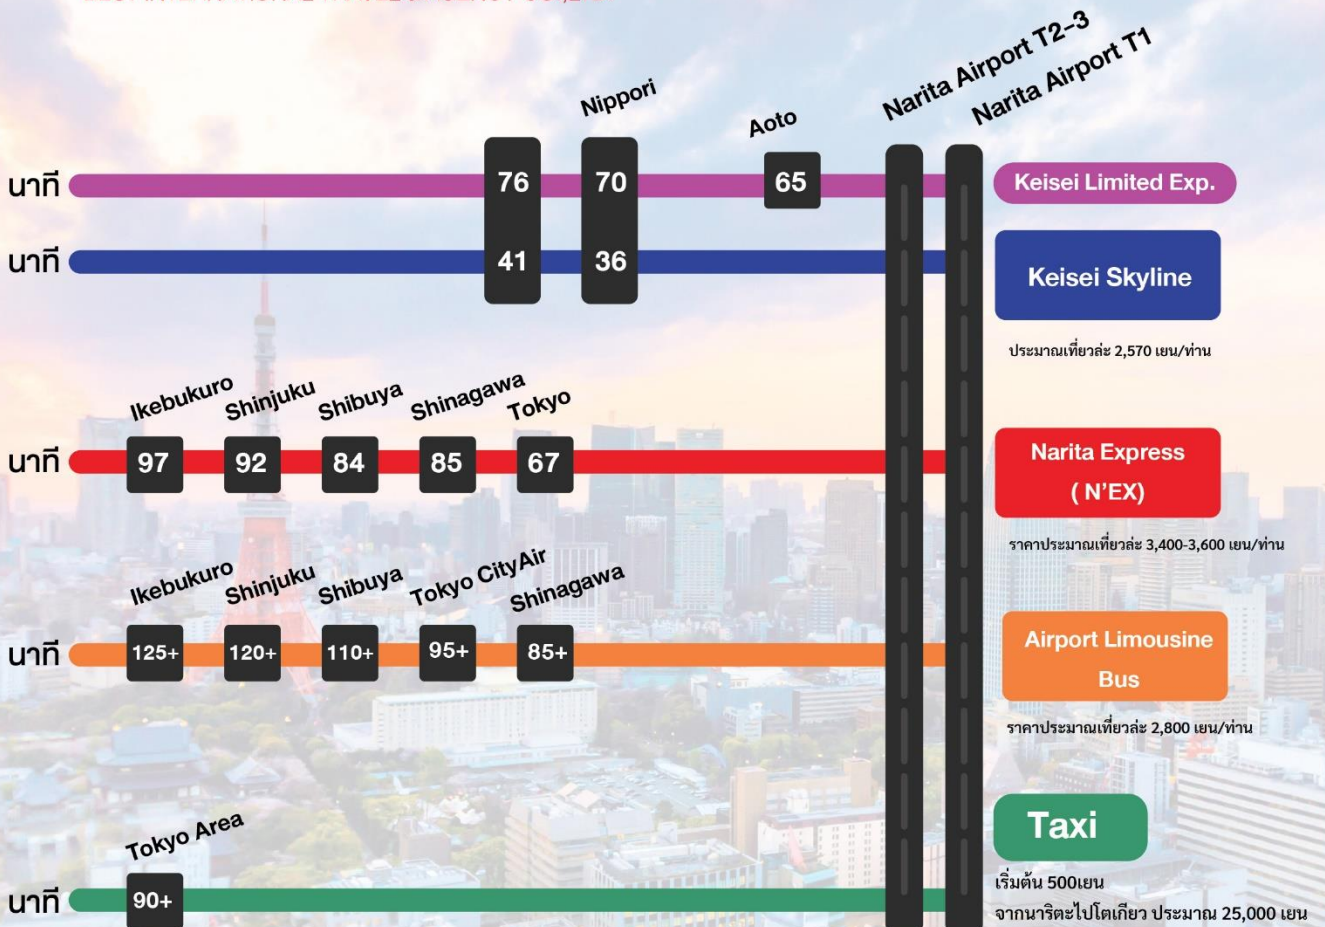 Narita Airport T2-3
Narita Airport T1
Nippori
Aoto
นาที
76
70
65
Keisei Limited Exp.
นาที
41
36
Keisei Skyline
ประมาณเที่ยวล่ะ 2,570 เยน/ท่าน
Ikebukuro
Shinjuku
Shibuya
Shinagawa
Tokyo
นาที
97
92
84
85
67
Narita Express
( N'EX)
ราคาประมาณเที่ยวล่ะ 3,400-3,600 เยน/ท่าน
Ikebukuro
Shinjuku
Shibuya
Tokyo CityAir
Shinagawa
นาที
125+
120+
110+
95+
85+
Airport Limousine
Bus
ราคาประมาณเที่ยวล่ะ 2,800 เยน/ท่าน
Tokyo Area
นาที
90+
Taxi
เริ่มต้น 500เยน
จากนาริตะไปโตเกียว ประมาณ 25,000 เยน